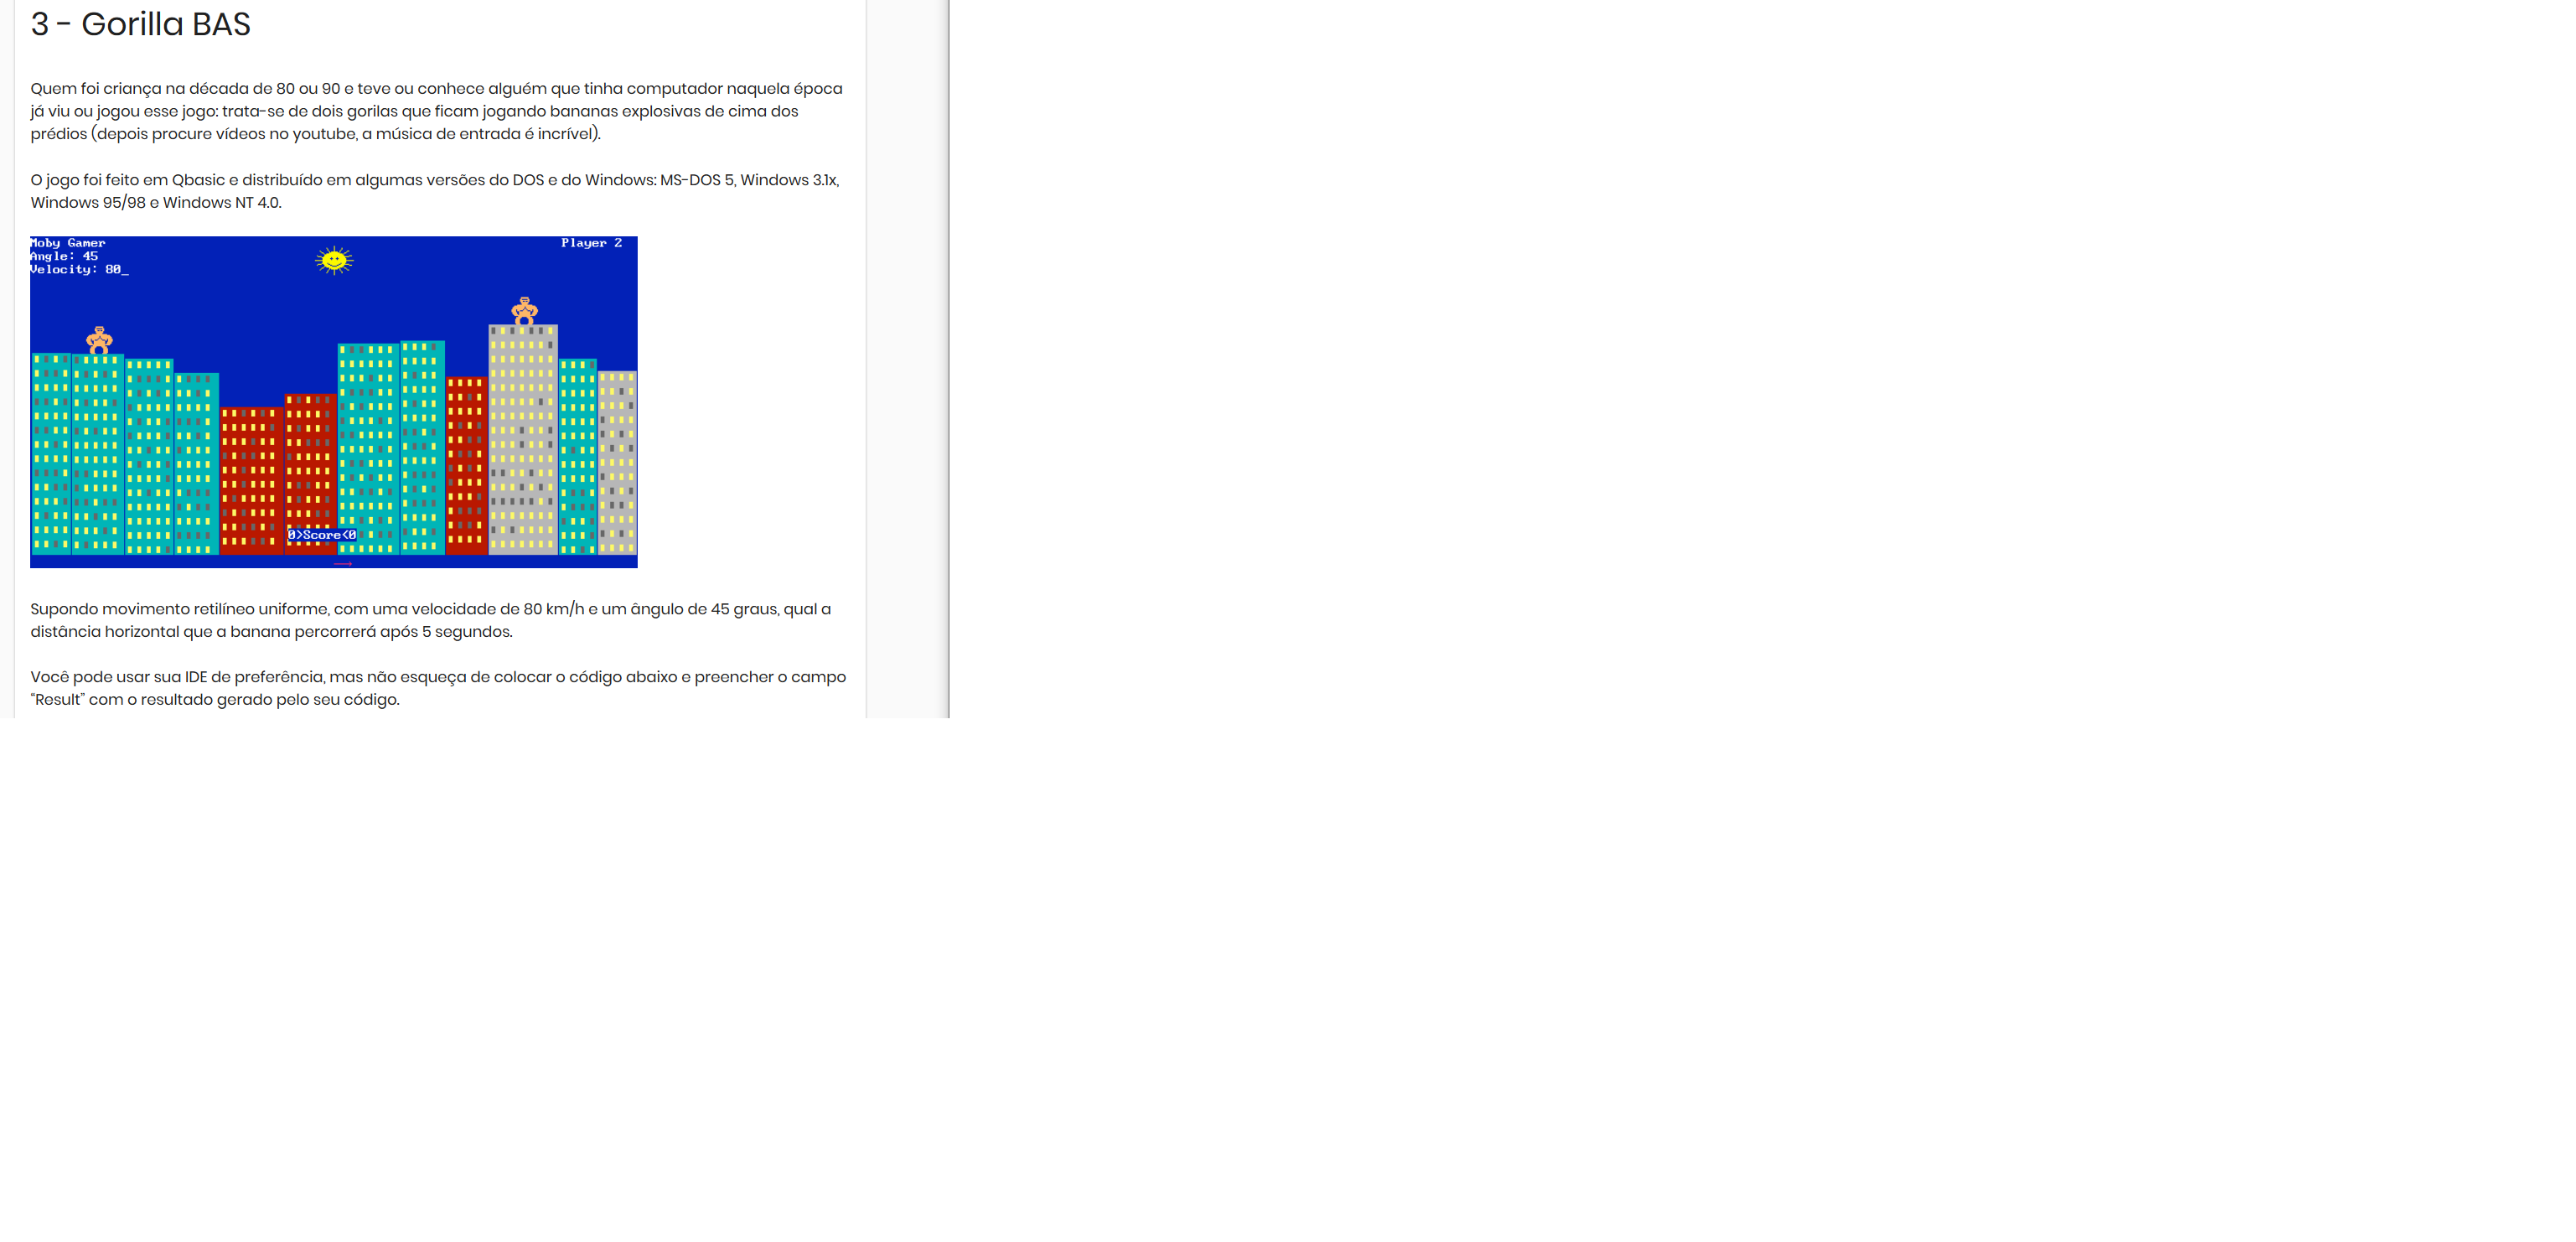 3 - Gorilla BAS
Quem foi criança na década de 80 ou 90 e teve ou conhece alguém que tinha computador naquela época
já viu ou jogou esse jogo: trata-se de dois gorilas que ficam jogando bananas explosivas de cima dos
prédios (depois procure vídeos no youtube, a música de entrada é incrível).
O jogo foi feito em Qbasic e distribuído em algumas versões do DOS e do Windows: MS-DOS 5, Windows 3.1x,
Windows 95/98 e Windows NT 4.0.
Moby Gamer
Player 2
Angle: 45
Velocity: 80_
0>Score<0
Supondo movimento retilíneo uniforme, com uma velocidade de 80 km/h e um ângulo de 45 graus, qual a
distância horizontal que a banana percorrerá após 5 segundos.
Você pode usar sua IDE de preferência, mas não esqueça de colocar o código abaixo e preencher o campo
“Result” com o resultado gerado pelo seu código.